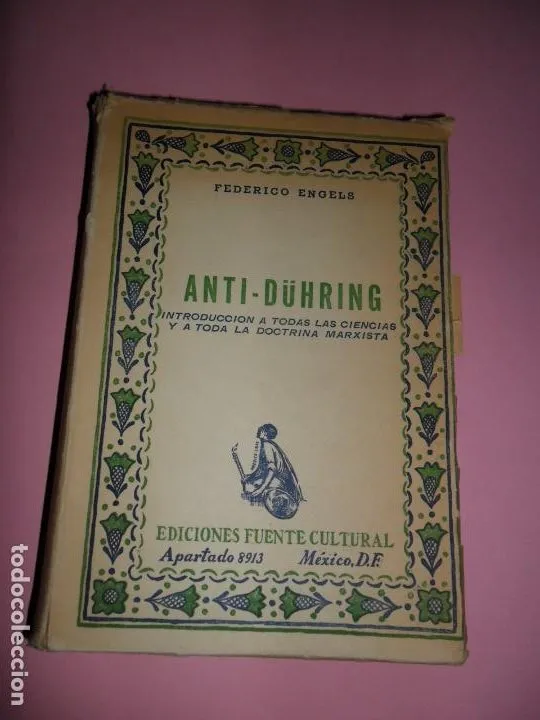 FEDERICO ENGELS
ANTI-DÜHRING
INTRODUCCION A TODAS LAS CIENCIAS
Y A TODA LA DOCTRINA MARXISTA
EDICIONES FUENTE CULTURAL
Apartado 8913 México, D.F.
todocoleccion